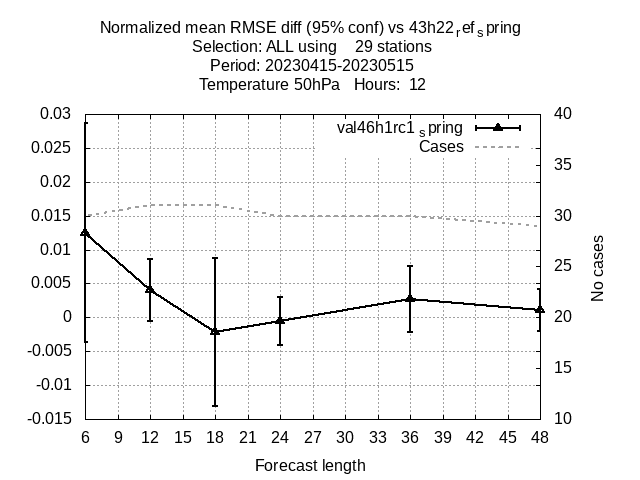 Normalized mean RMSE diff (95% conf) vs 43h22ref spring
Selection: ALL using 29 stations
Period: 20230415-20230515
Temperature 50hPa Hours: 12
0.03
0.025
0.02
0.015
0.01
0.005
0
-0.005
-0.01
-0.015
val46h1rc1 spring
Cases
40
35
30
25
20
15
10
No cases
6 9 12 15 18 21 24 27 30 33 36 39 42 45 48
Forecast length